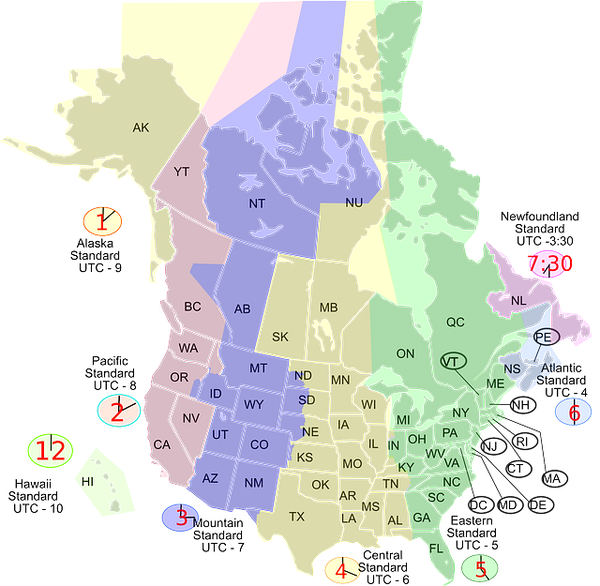 AK
YT
NT
NU
1
Alaska
Standard
UTC - 9
Newfoundland
Standard
UTC -3:30
7:30
NL
BC
AB
SK
MB
ON
QC
PE
NS
ME
VT
Atlantic
Standard
UTC - 4
6
Pacific
Standard
UTC - 8
2
WA
OR
ID
MT
WY
ND
SD
MN
WI
MI
NY
NH
NV
CA
UT
CO
NE
IA
IL
IN
OH
PA
NJ
RI
CT
MA
KS
MO
KY
WV
VA
12
Hawaii
Standard
UTC - 10
HI
AZ
NM
OK
AR
TN
NC
SC
MS
AL
GA
TX
LA
FL
DC
MD
DE
3
Mountain
Standard
UTC - 7
4
Central
Standard
UTC - 6
Eastern
Standard
UTC - 5
5